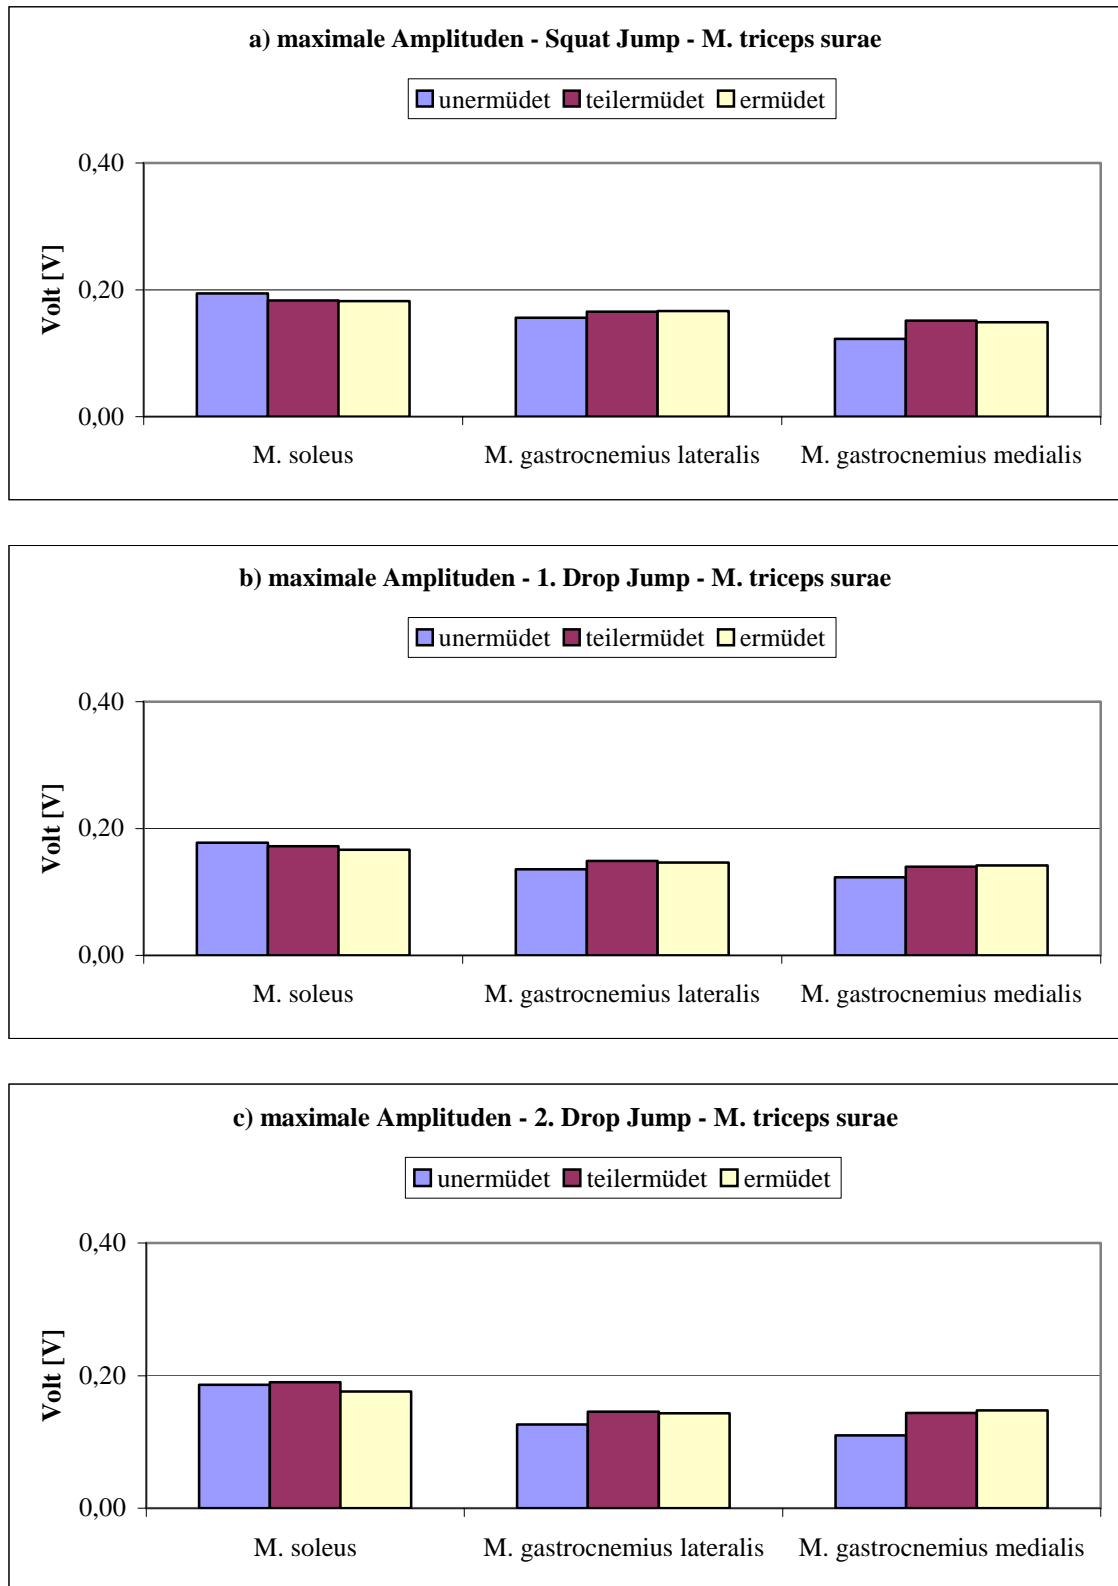 a) maximale Amplituden - Squat Jump - M. triceps surae
unermüdet teilermüdet ermüdet
0,40
0,20
0,00
Volt [V]
M. soleus M. gastrocnemius lateralis M. gastrocnemius medialis
b) maximale Amplituden - 1. Drop Jump - M. triceps surae
unermüdet teilermüdet ermüdet
0,40
0,20
0,00
Volt [V]
M. soleus M. gastrocnemius lateralis M. gastrocnemius medialis
c) maximale Amplituden - 2. Drop Jump - M. triceps surae
unermüdet teilermüdet ermüdet
0,40
0,20
0,00
Volt [V]
M. soleus M. gastrocnemius lateralis M. gastrocnemius medialis